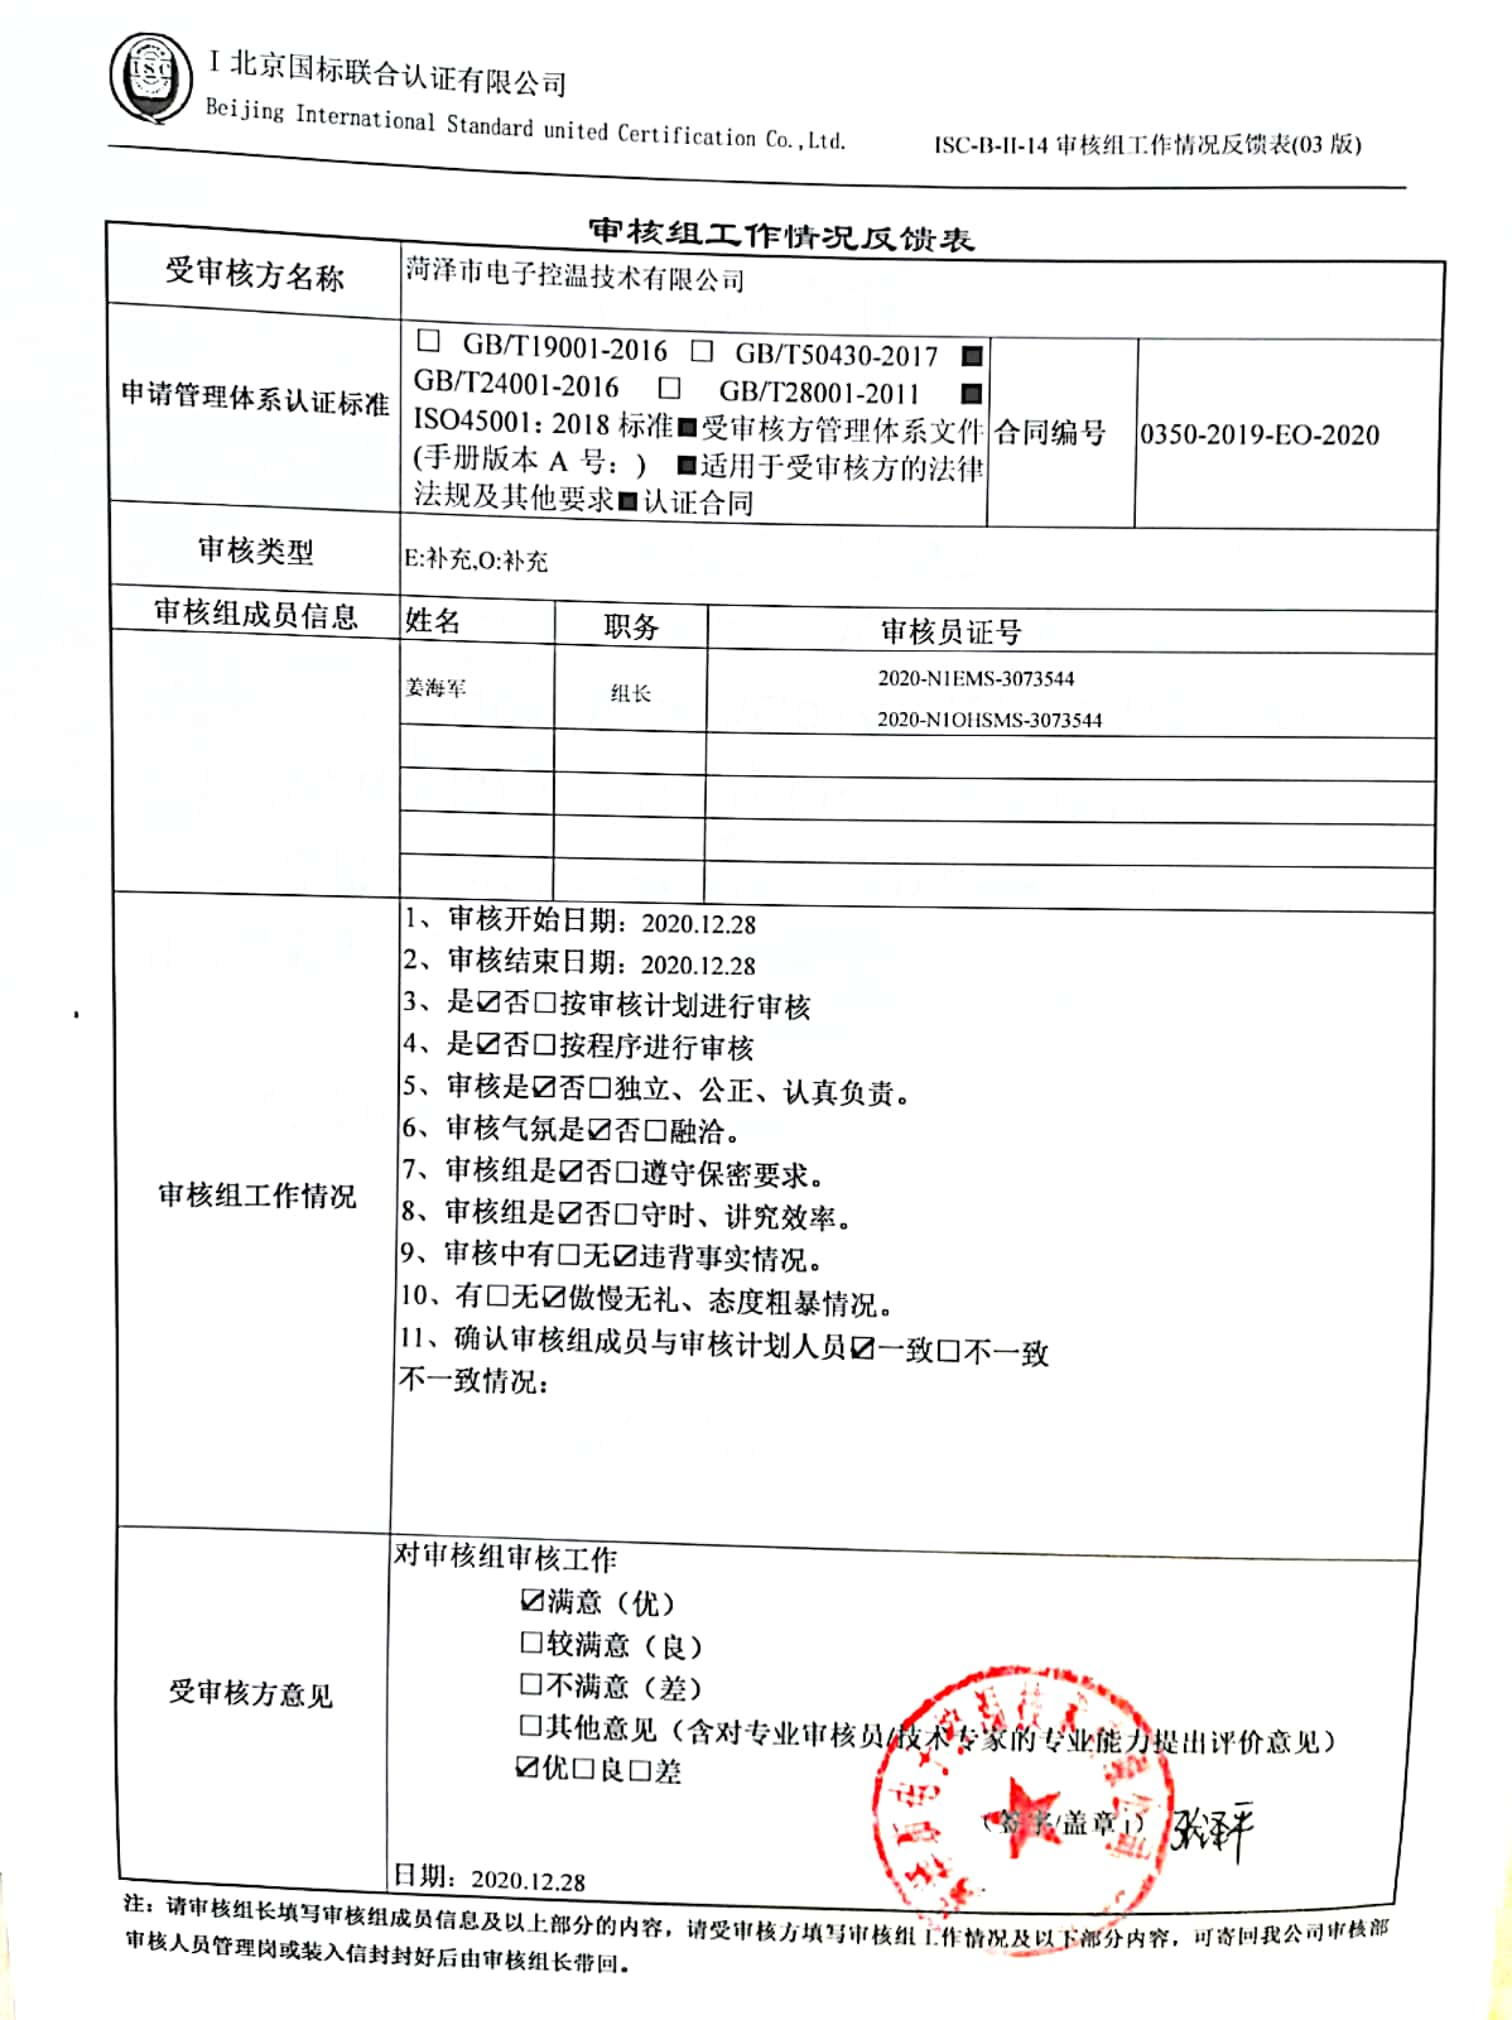 ISC
I 北京国标联合认证有限公司
Beijing International Standard united Certification Co.,Ltd.
ISC-B-II-14 审核组工作情况反馈表(03 版)
审核组工作情况反馈表
受审核方名称
菏泽市电子控温技术有限公司
申请管理体系认证标准
□ GB/T19001-2016 □ GB/T50430-2017 ■
GB/T24001-2016 □ GB/T28001-2011 ■
ISO45001: 2018 标准■受审核方管理体系文件
(手册版本 A 号: ) ■适用于受审核方的法律
法规及其他要求■认证合同
合同编号
0350-2019-EO-2020
审核类型
E:补充,O:补充
审核组成员信息
姓名
职务
审核员证号
姜海军
组长
2020-N1EMS-3073544
2020-N1OHSMS-3073544
审核组工作情况
1、审核开始日期: 2020.12.28
2、审核结束日期: 2020.12.28
3、是☑否□按审核计划进行审核
4、是☑否□按程序进行审核
5、审核是☑否□独立、公正、认真负责。
6、审核气氛是☑否□融洽。
7、审核组是☑否□遵守保密要求。
8、审核组是☑否□守时、讲究效率。
9、审核中有□无☑违背事实情况。
10、有□无☑傲慢无礼、态度粗暴情况。
11、确认审核组成员与审核计划人员☑一致□不一致
不一致情况:
受审核方意见
对审核组审核工作
☑满意（优）
□较满意（良）
□不满意（差）
□其他意见（含对专业审核员/技术专家的专业能力提出评价意见）
☑优□良□差
（签字/盖章）
日期: 2020.12.28
注: 请审核组长填写审核组成员信息及以上部分的内容，请受审核方填写审核组工作情况及以下部分内容，可寄回我公司审核部
审核人员管理岗或装入信封封好后由审核组长带回。